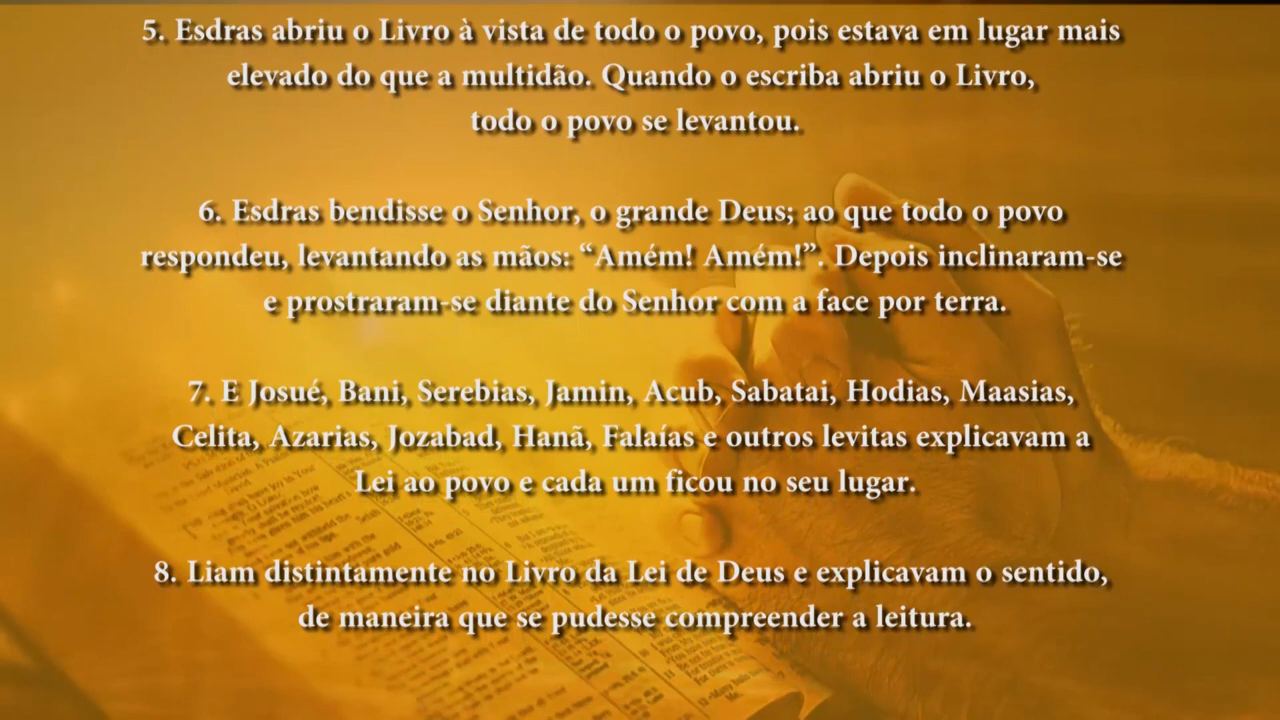 5. Esdras abriu o Livro à vista de todo o povo, pois estava em lugar mais
elevado do que a multidão. Quando o escriba abriu o Livro,
todo o povo se levantou.
6. Esdras bendisse o Senhor, o grande Deus; ao que todo o povo
respondeu, levantando as mãos: “Amém! Amém!”. Depois inclinaram-se
e prostraram-se diante do Senhor com a face por terra.
7. E Josué, Bani, Serebias, Jamin, Acub, Sabatai, Hodias, Maasias,
Celita, Azarias, Jozabad, Hanã, Falaías e outros levitas explicavam a
Lei ao povo e cada um ficou no seu lugar.
8. Liam distintamente no Livro da Lei de Deus e explicavam o sentido,
de maneira que se pudesse compreender a leitura.